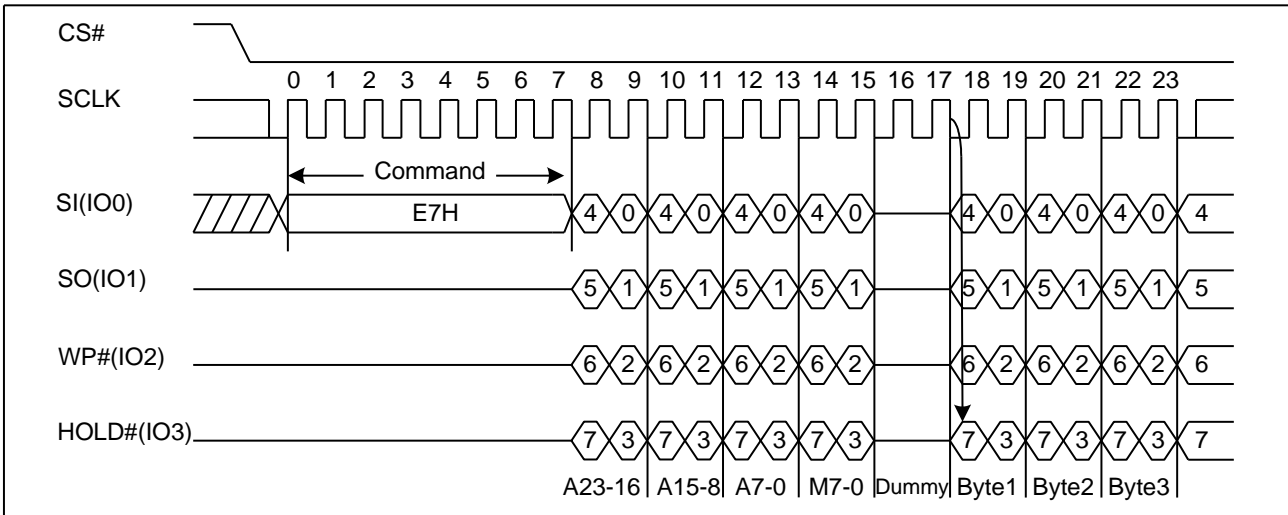 CS#
0 1 2 3 4 5 6 7 8 9 10 11 12 13 14 15 16 17 18 19 20 21 22 23
SCLK
Command
SI(IO0) E7H 4 0 4 0 4 0 4 0 4 0 4 0 4 0 4
SO(IO1) 5 1 5 1 5 1 5 1 5 1 5 1 5 1 5
WP#(IO2) 6 2 6 2 6 2 6 2 6 2 6 2 6 2 6
HOLD#(IO3) 7 3 7 3 7 3 7 3 7 3 7 3 7 3 7
A23-16 A15-8 A7-0 M7-0 Dummy Byte1 Byte2 Byte3